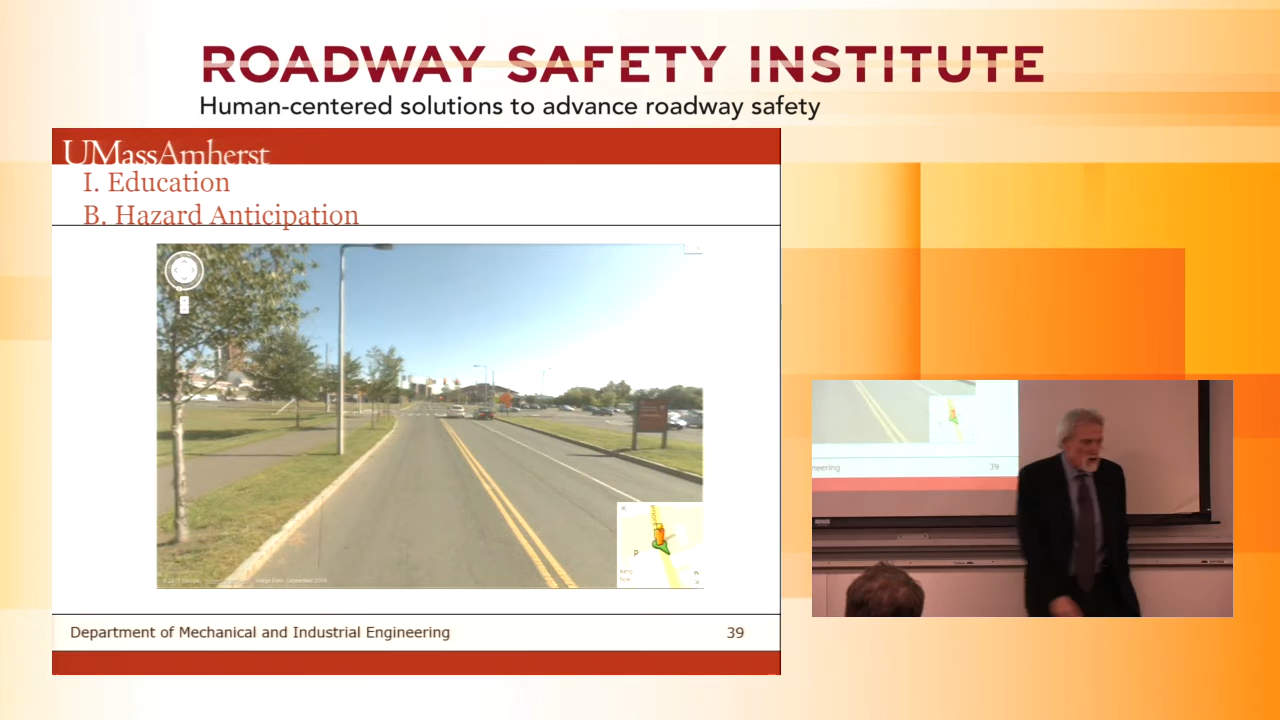 ROADWAY SAFETY INSTITUTE
Human-centered solutions to advance roadway safety
UMassAmherst
I. Education
B. Hazard Anticipation
P
Department of Mechanical and Industrial Engineering
39
neering
39